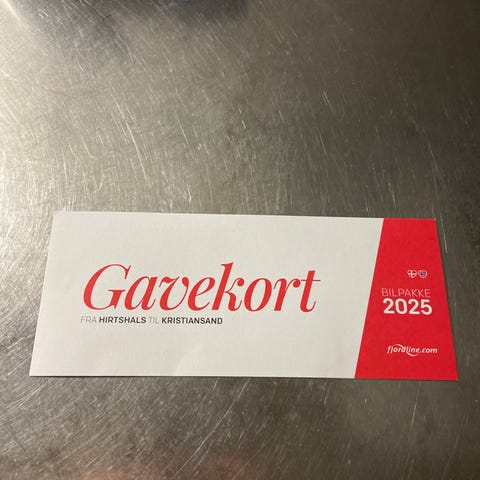 Gavekort
FRA HIRTSHALS TIL KRISTIANSAND
BILPAKKE
2025
fjordline.com